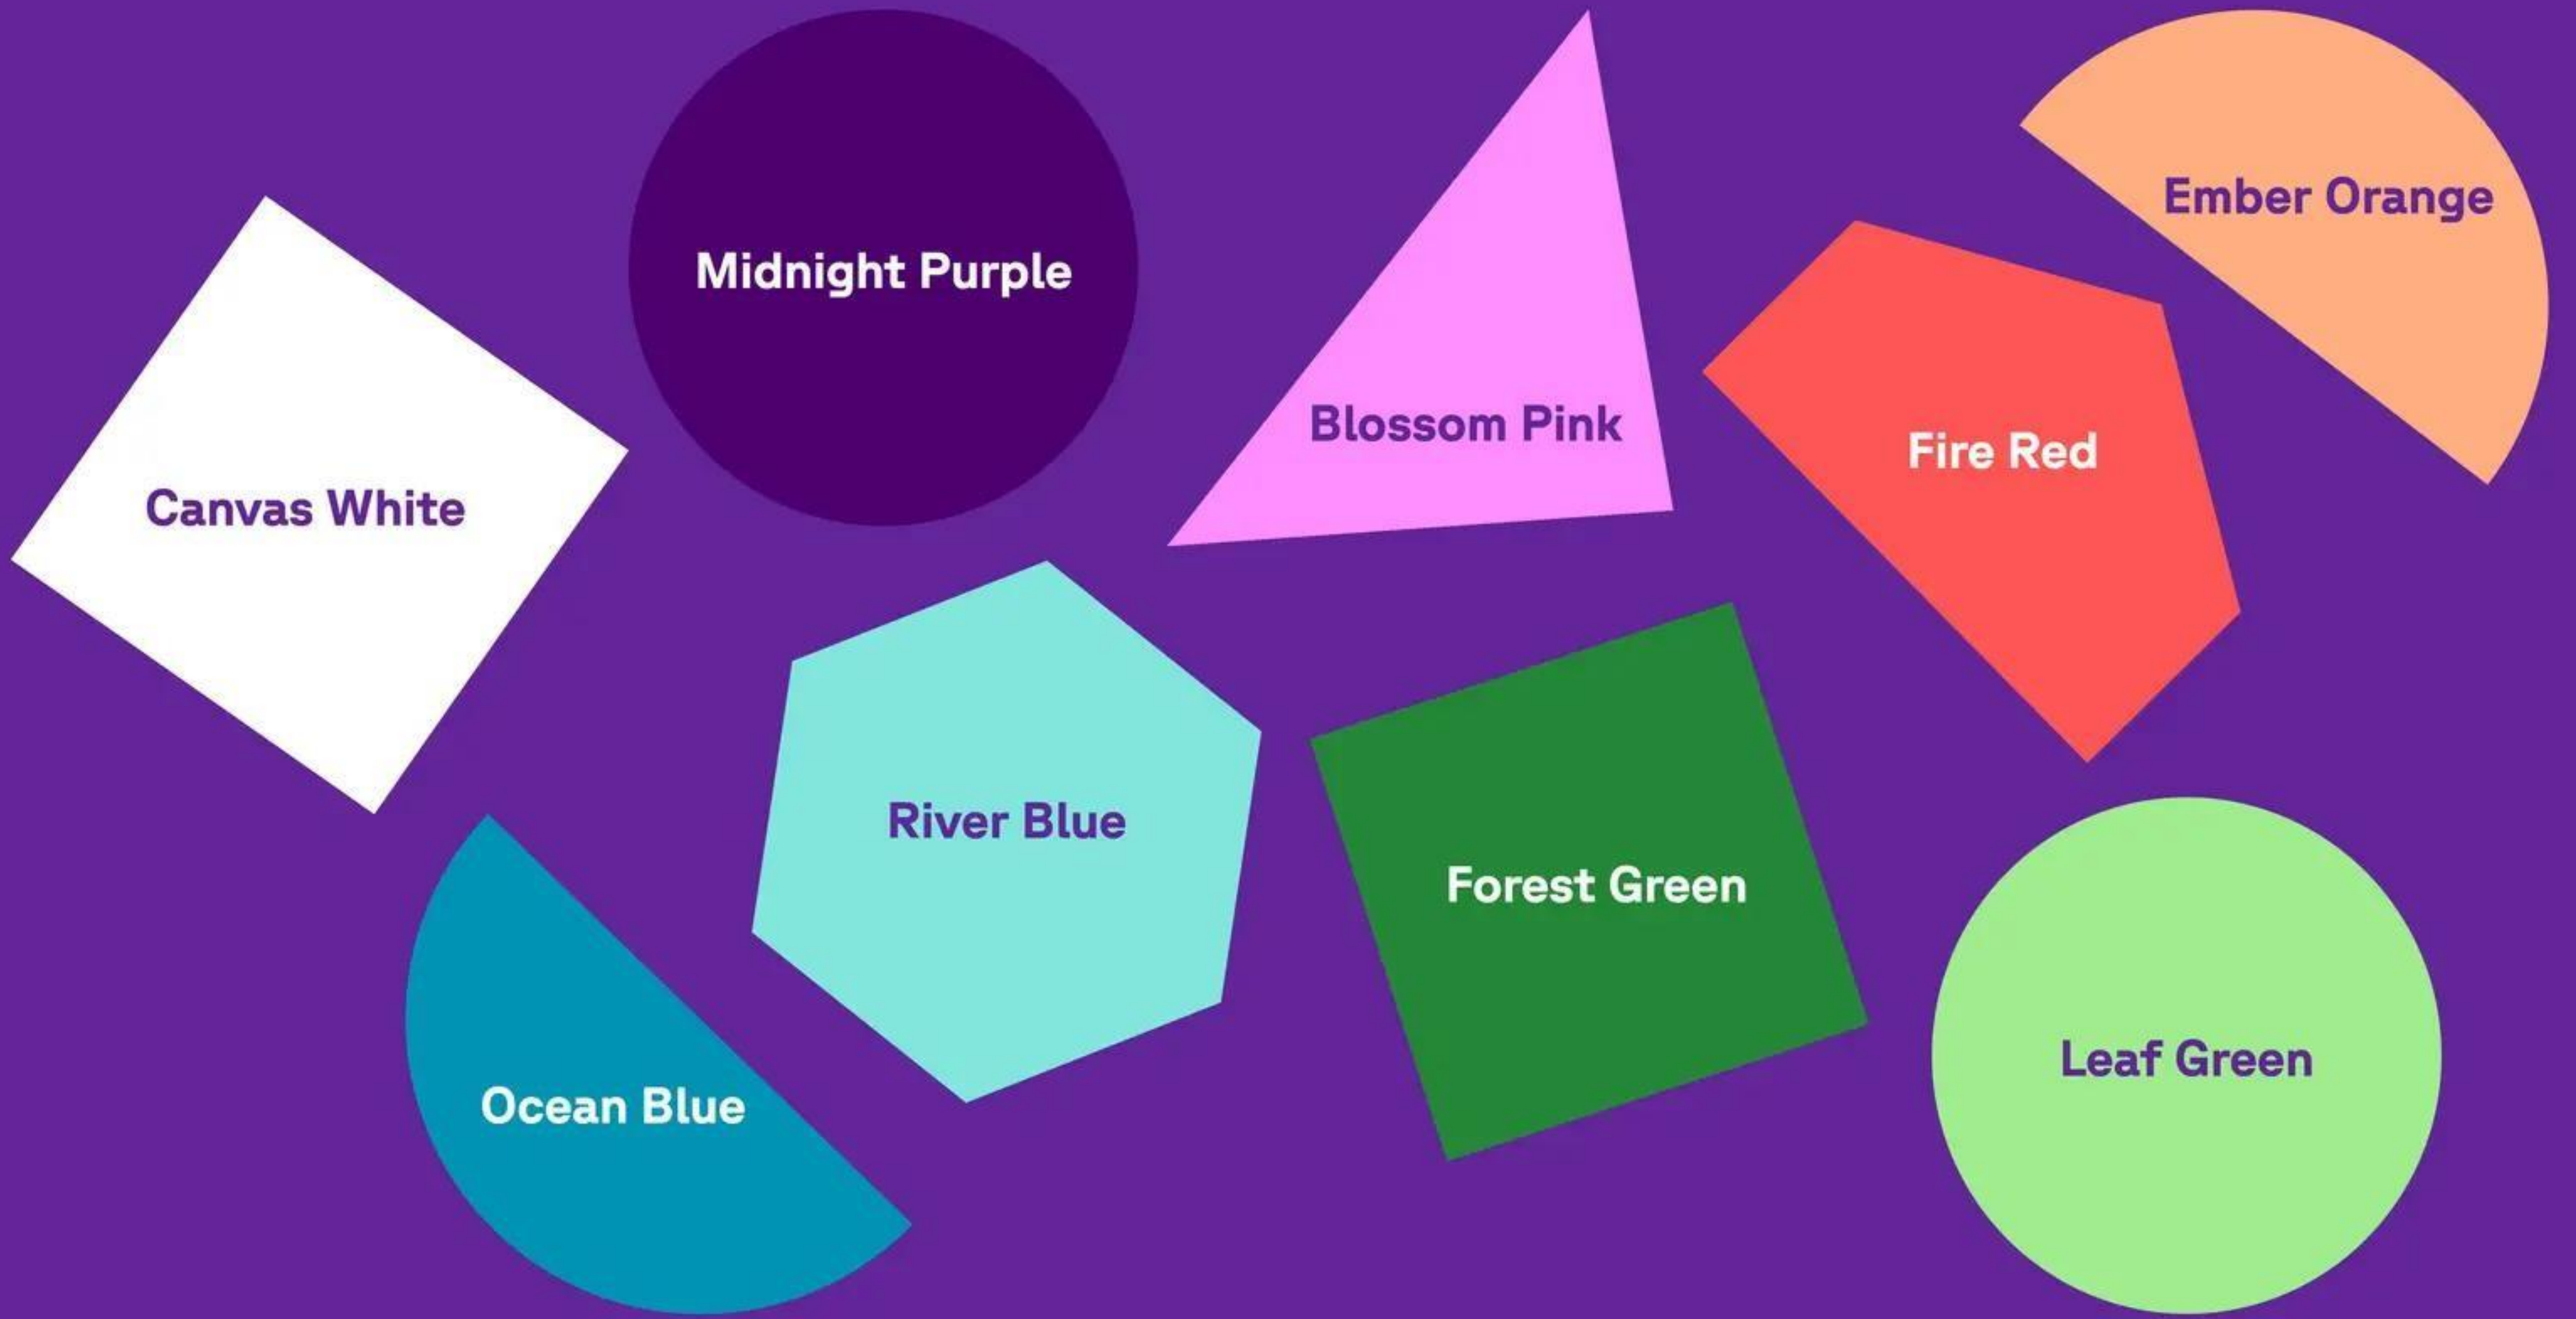 Ember Orange
Midnight Purple
Blossom Pink
Fire Red
Canvas White
River Blue
Forest Green
Leaf Green
Ocean Blue